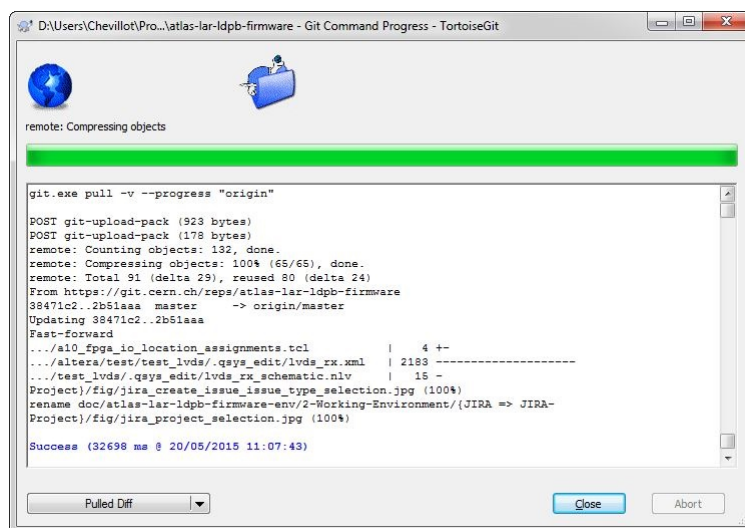 D:\Users\Chevillot\Pro...\atlas-lar-ldpb-firmware - Git Command Progress - TortoiseGit
remote: Compressing objects
git.exe pull -v --progress "origin"
POST git-upload-pack (923 bytes)
POST git-upload-pack (178 bytes)
remote: Counting objects: 132, done.
remote: Compressing objects: 100% (65/65), done.
remote: Total 91 (delta 29), reused 80 (delta 24)
From https://git.cern.ch/reps/atlas-lar-ldpb-firmware
38471c2..2b51aaa  master     -> origin/master
Updating 38471c2..2b51aaa
Fast-forward
.../a10_fpga_io_location_assignments.tcl           |    4 +-
.../altera/test/test_lvds/.qsys_edit/lvds_rx.xml   | 2183 ---------------------
.../test_lvds/.qsys_edit/lvds_rx_schematic.nlv     |   15 -
Project}/fig/jira_create_issue_issue_type_selection.jpg (100%)
rename doc/atlas-lar-ldpb-firmware-env/2-Working-Environment/{JIRA => JIRA-
Project}/fig/jira_project_selection.jpg (100%)
Success (32698 ms @ 20/05/2015 11:07:43)
Pulled Diff
Close
Abort